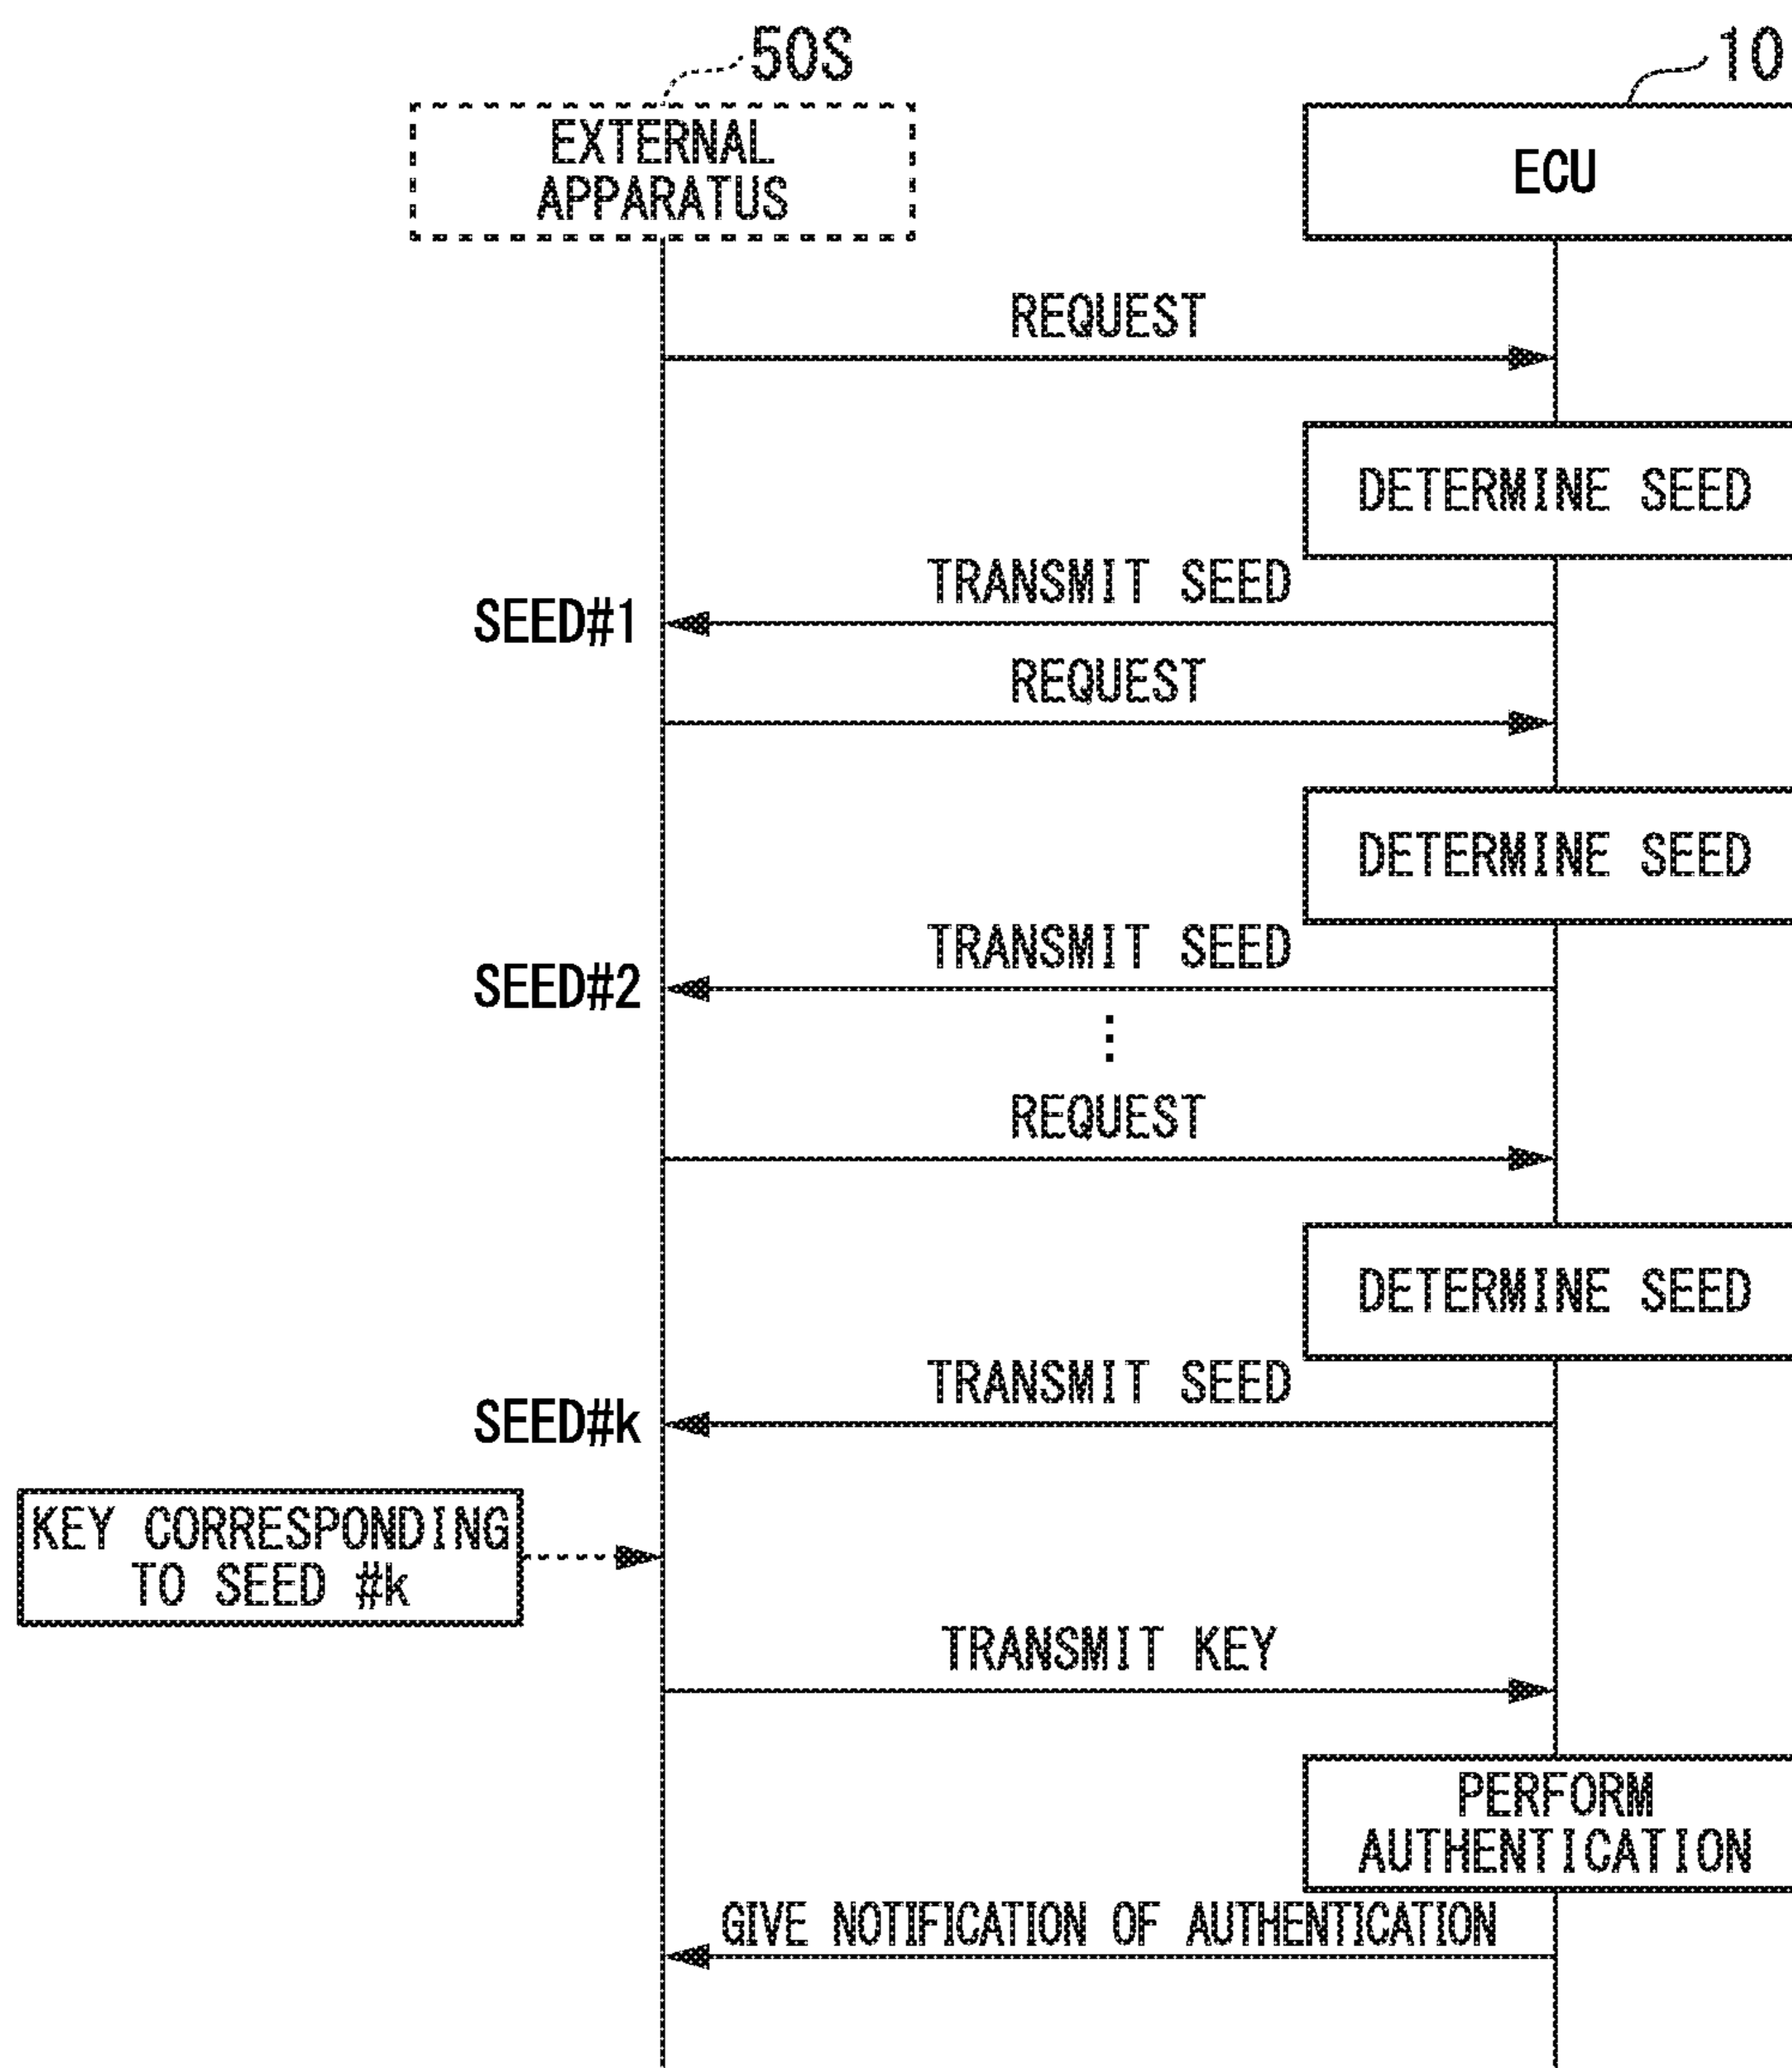 50S
10
EXTERNAL
APPARATUS
ECU
REQUEST
DETERMINE SEED
TRANSMIT SEED
SEED#1
REQUEST
DETERMINE SEED
TRANSMIT SEED
SEED#2
⋮
REQUEST
DETERMINE SEED
TRANSMIT SEED
SEED#k
KEY CORRESPONDING
TO SEED #k
TRANSMIT KEY
PERFORM
AUTHENTICATION
GIVE NOTIFICATION OF AUTHENTICATION